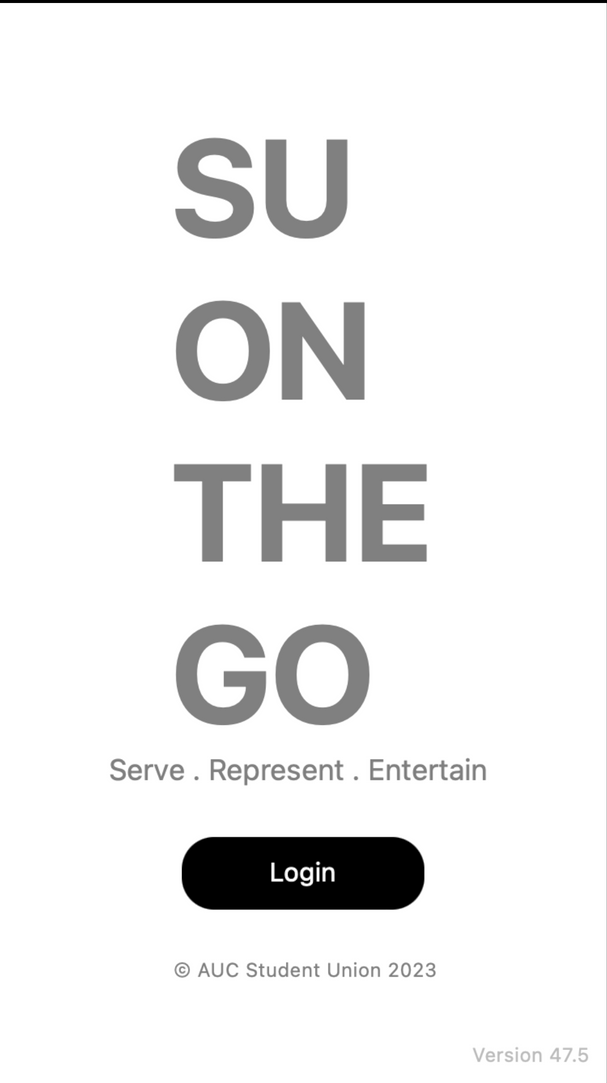 SU
ON
THE
GO
Serve . Represent . Entertain
Login
© AUC Student Union 2023
Version 47.5